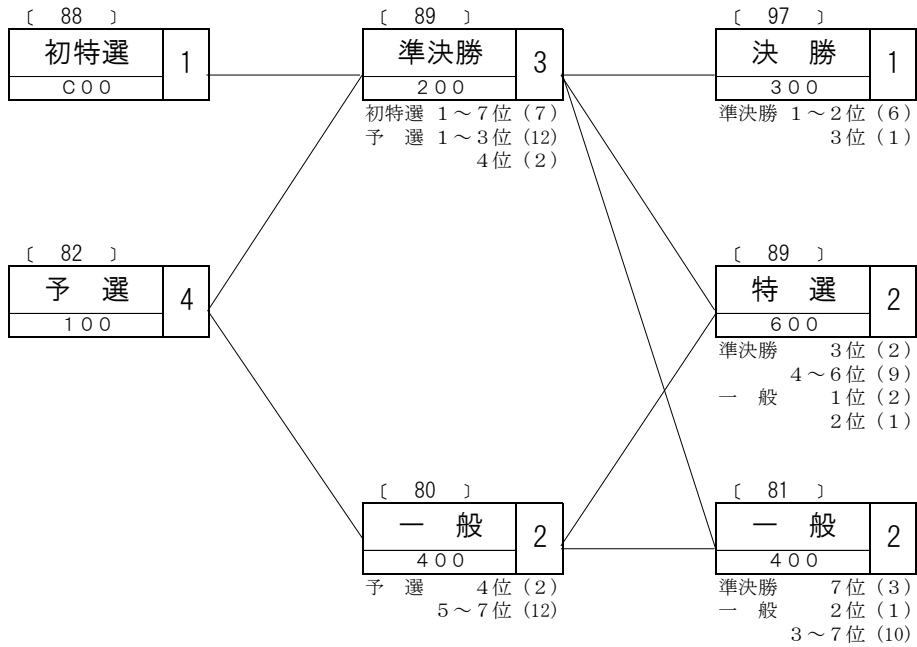 〔 88 〕
初特選 1
C00
〔 89 〕
準決勝 3
200
初特選 1～7位(7)
予 選 1～3位(12)
4位(2)
〔 97 〕
決 勝 1
300
準決勝 1～2位(6)
3位(1)
〔 82 〕
予 選 4
100
〔 89 〕
特 選 2
600
準決勝 3位(2)
4～6位(9)
一 般 1位(2)
2位(1)
〔 80 〕
一 般 2
400
予 選 4位(2)
5～7位(12)
〔 81 〕
一 般 2
400
準決勝 7位(3)
一 般 2位(1)
3～7位(10)